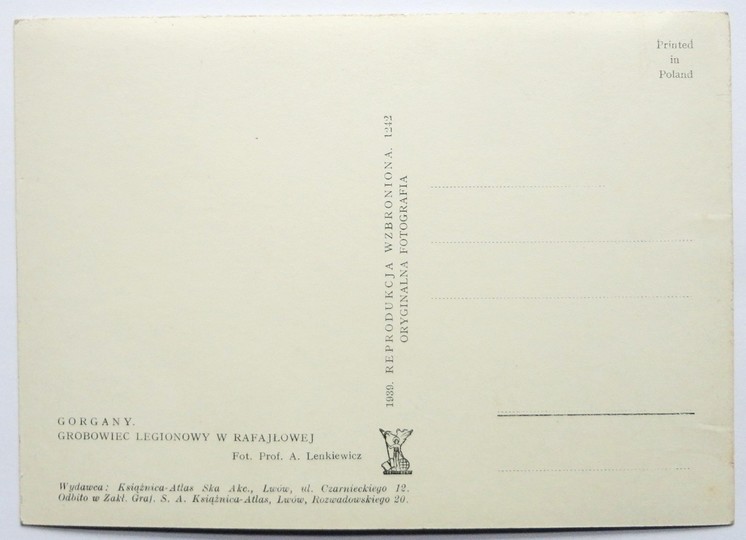 Printed
in
Poland
1939. REPRODUKCJA WZBRONIONA. 1242
ORYGINALNA FOTOGRAFIA
GORGANY.
GROBOWIEC LEGIONOWY W RAFAJŁOWEJ
Fot. Prof. A. Lenkiewicz
Wydawca: Książnica-Atlas Ska Akc., Lwów, ul. Czarnieckiego 12.
Odbito w Zakł. Graf. S. A. Książnica-Atlas, Lwów, Rozwadowskiego 20.